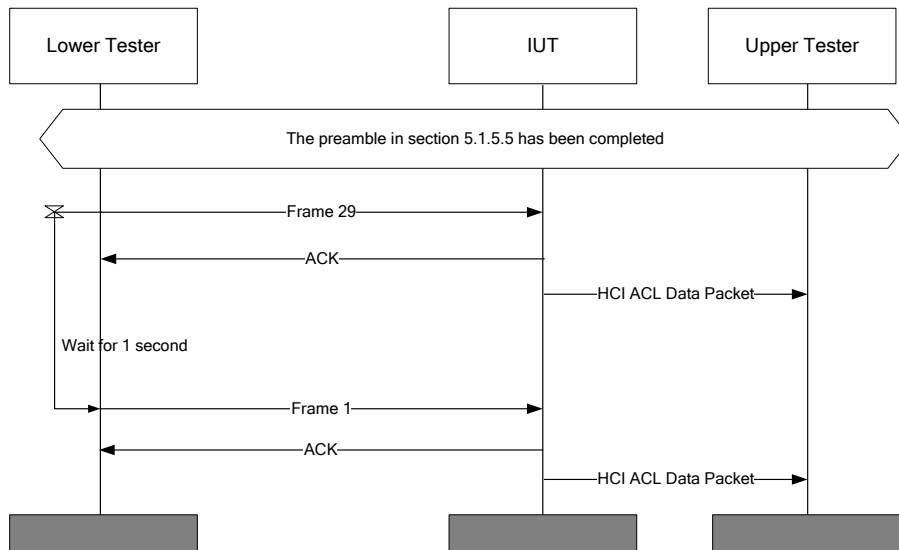 Lower Tester
IUT
Upper Tester
The preamble in section 5.1.5.5 has been completed
Frame 29
ACK
HCI ACL Data Packet
Wait for 1 second
Frame 1
ACK
HCI ACL Data Packet